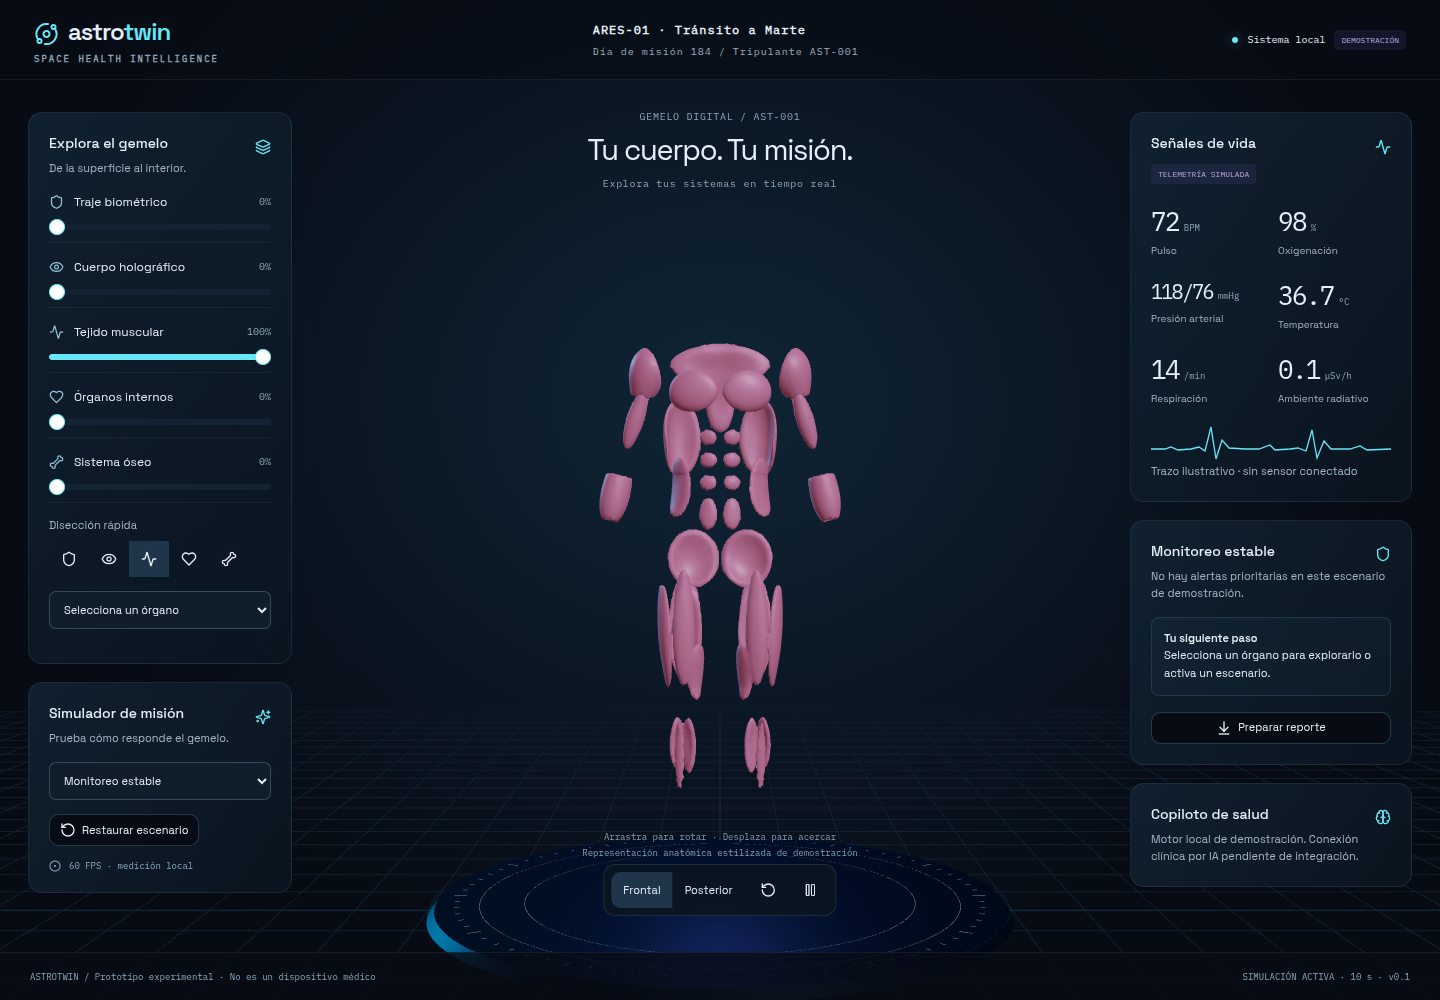 astrotwin
SPACE HEALTH INTELLIGENCE
ARES-01 · Tránsito a Marte
Día de misión 184 / Tripulante AST-001
Sistema local
DEMOSTRACIÓN
Explora el gemelo
De la superficie al interior.
Traje biométrico 0%
Cuerpo holográfico 0%
Tejido muscular 100%
Órganos internos 0%
Sistema óseo 0%
Disección rápida
Selecciona un órgano
Simulador de misión
Prueba cómo responde el gemelo.
Monitoreo estable
Restaurar escenario
60 FPS · medición local
GEMELO DIGITAL / AST-001
Tu cuerpo. Tu misión.
Explora tus sistemas en tiempo real
Arrastra para rotar · Desplaza para acercar
Representación anatómica estilizada de demostración
Frontal Posterior
Señales de vida
TELEMETRÍA SIMULADA
72 BPM 98 %
Pulso Oxigenación
118/76 mmHg 36.7 °C
Presión arterial Temperatura
14 /min 0.1 µSv/h
Respiración Ambiente radiativo
Trazo ilustrativo · sin sensor conectado
Monitoreo estable
No hay alertas prioritarias en este escenario
de demostración.
Tu siguiente paso
Selecciona un órgano para explorarlo o
activa un escenario.
Preparar reporte
Copiloto de salud
Motor local de demostración. Conexión
clínica por IA pendiente de integración.
ASTROTWIN / Prototipo experimental · No es un dispositivo médico
SIMULACIÓN ACTIVA · 10 s · v0.1